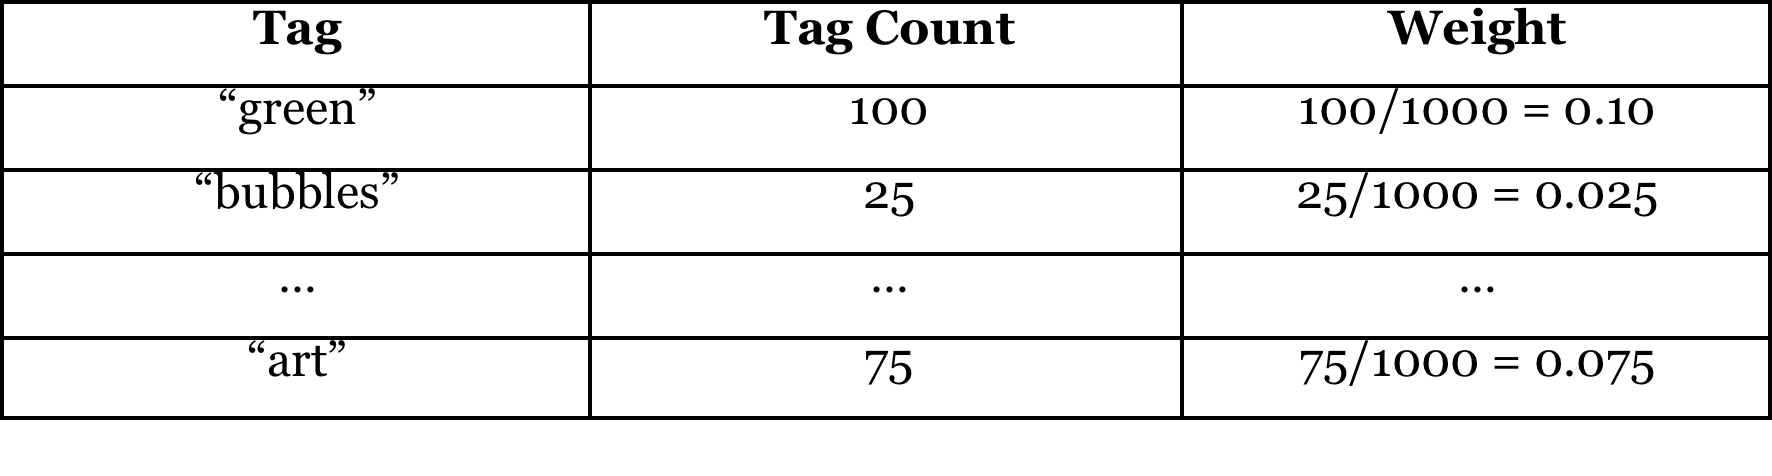 Tag Tag Count Weight
“green” 100 100/1000 = 0.10
“bubbles” 25 25/1000 = 0.025
... ... ...
“art” 75 75/1000 = 0.075